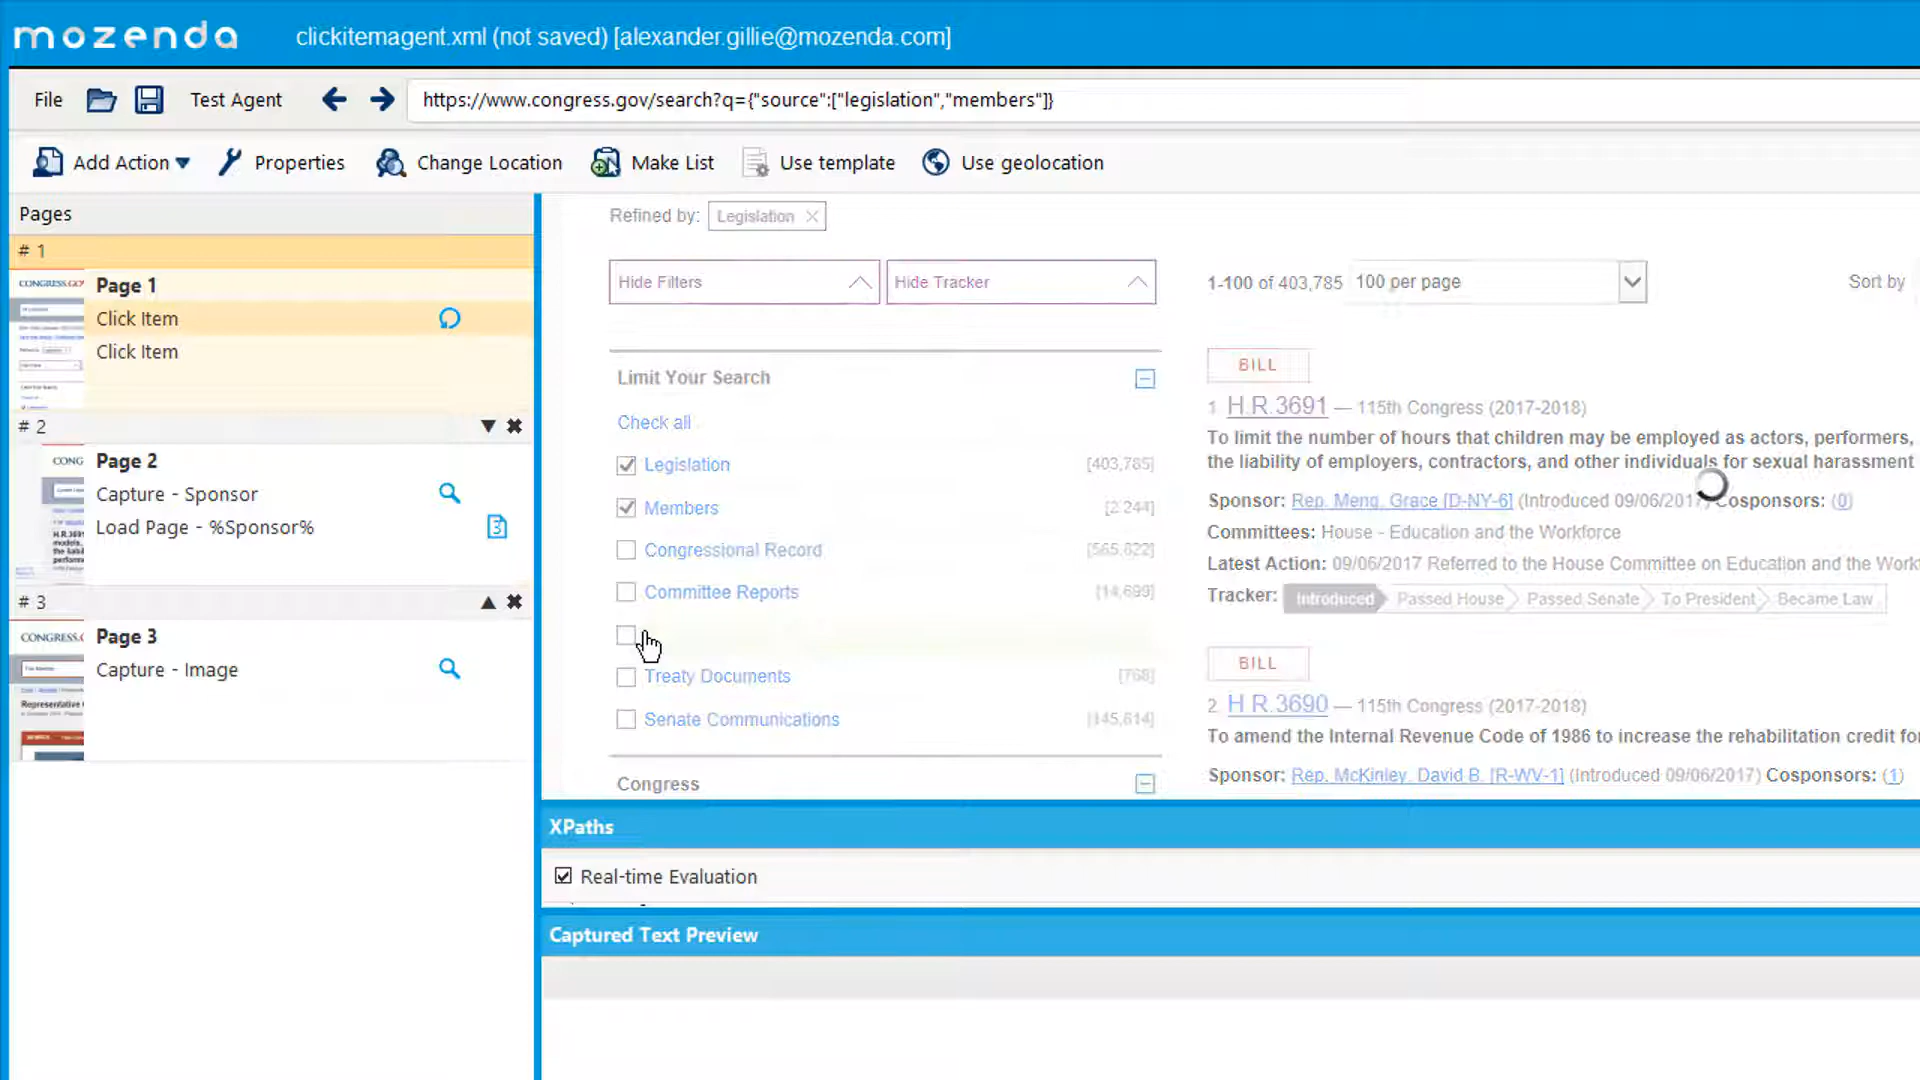 mozenda
clickitemagent.xml (not saved) [alexander.gillie@mozenda.com]
File
Test Agent
https://www.congress.gov/search?q={"source":["legislation","members"]}
Add Action
Properties
Change Location
Make List
Use template
Use geolocation
Pages
# 1
Page 1
Click Item
Click Item
# 2
Page 2
Capture - Sponsor
Load Page - %Sponsor%
3
# 3
Page 3
Capture - Image
Refined by: Legislation
Hide Filters
Hide Tracker
1-100 of 403,785
100 per page
Sort by
Limit Your Search
Check all
Legislation [403,785]
Members [2,244]
Congressional Record [565,622]
Committee Reports [14,699]
Treaty Documents [768]
Senate Communications [145,614]
Congress
BILL
1. H.R.3691 — 115th Congress (2017-2018)
To limit the number of hours that children may be employed as actors, performers,
the liability of employers, contractors, and other individuals for sexual harassment
Sponsor: Rep. Meng, Grace [D-NY-6] (Introduced 09/06/2017) Cosponsors: (0)
Committees: House - Education and the Workforce
Latest Action: 09/06/2017 Referred to the House Committee on Education and the Workf
Tracker: Introduced Passed House Passed Senate To President Became Law
BILL
2. H.R.3690 — 115th Congress (2017-2018)
To amend the Internal Revenue Code of 1986 to increase the rehabilitation credit fo
Sponsor: Rep. McKinley, David B. [R-WV-1] (Introduced 09/06/2017) Cosponsors: (1)
XPaths
Real-time Evaluation
Captured Text Preview